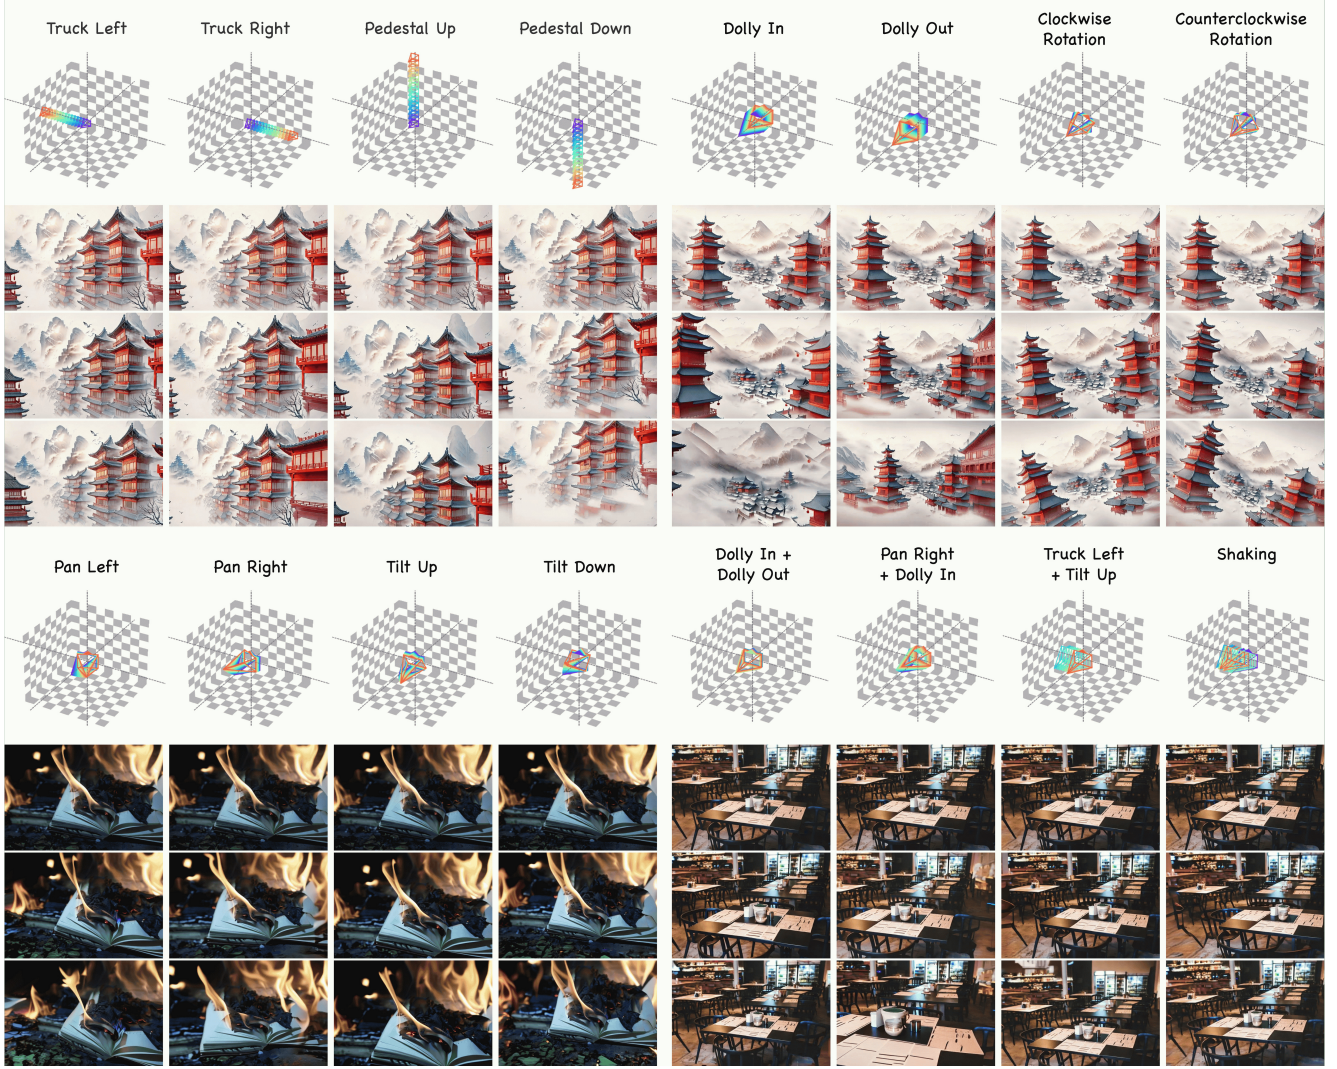 Truck Left
Truck Right
Pedestal Up
Pedestal Down
Dolly In
Dolly Out
Clockwise
Rotation
Counterclockwise
Rotation
Pan Left
Pan Right
Tilt Up
Tilt Down
Dolly In +
Dolly Out
Pan Right
+ Dolly In
Truck Left
+ Tilt Up
Shaking